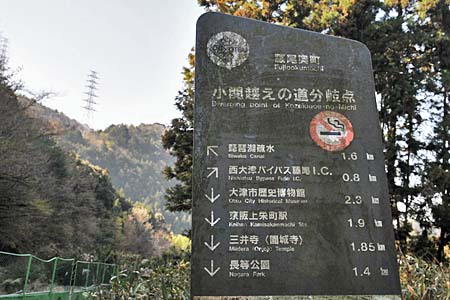 藤尾奥町
Fujiookumachi
小関越えの道分岐点
Diverging point of Kozekigoe-no-Michi
琵琶湖疏水
Biwako Canal
1.6 km
西大津バイパス藤尾I.C.
Nishiotsu Bypass Fujio I.C.
0.8 km
大津市歴史博物館
Otsu City Historical Museum
2.3 km
京阪上栄町駅
Keihan Kamisakaemachi Sta.
1.9 km
三井寺(園城寺)
Miidera (Onjoji) Temple
1.85 km
長等公園
Nagara Park
1.4 km